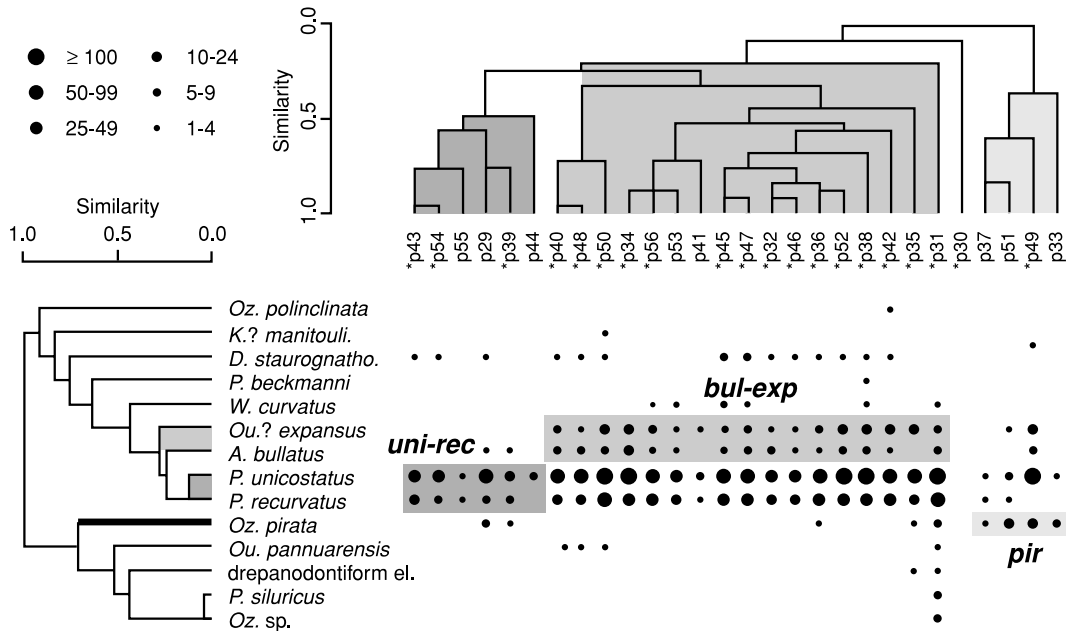 ≥ 100
50-99
25-49
10-24
5-9
1-4
Similarity
0.0
0.5
1.0
Similarity
1.0
0.5
0.0
*p43
*p54
p55
p29
*p39
p44
*p40
*p48
*p50
*p34
*p56
p53
p41
*p45
*p47
*p32
*p46
*p36
*p52
*p38
*p42
*p35
*p31
*p30
p37
p51
*p49
p33
Oz. polinclinata
K.? manitouli.
D. staurognatho.
P. beckmanni
W. curvatus
Ou.? expansus
A. bullatus
P. unicostatus
P. recurvatus
Oz. pirata
Ou. pannuarensis
drepanodontiform el.
P. siluricus
Oz. sp.
bul-exp
uni-rec
pir